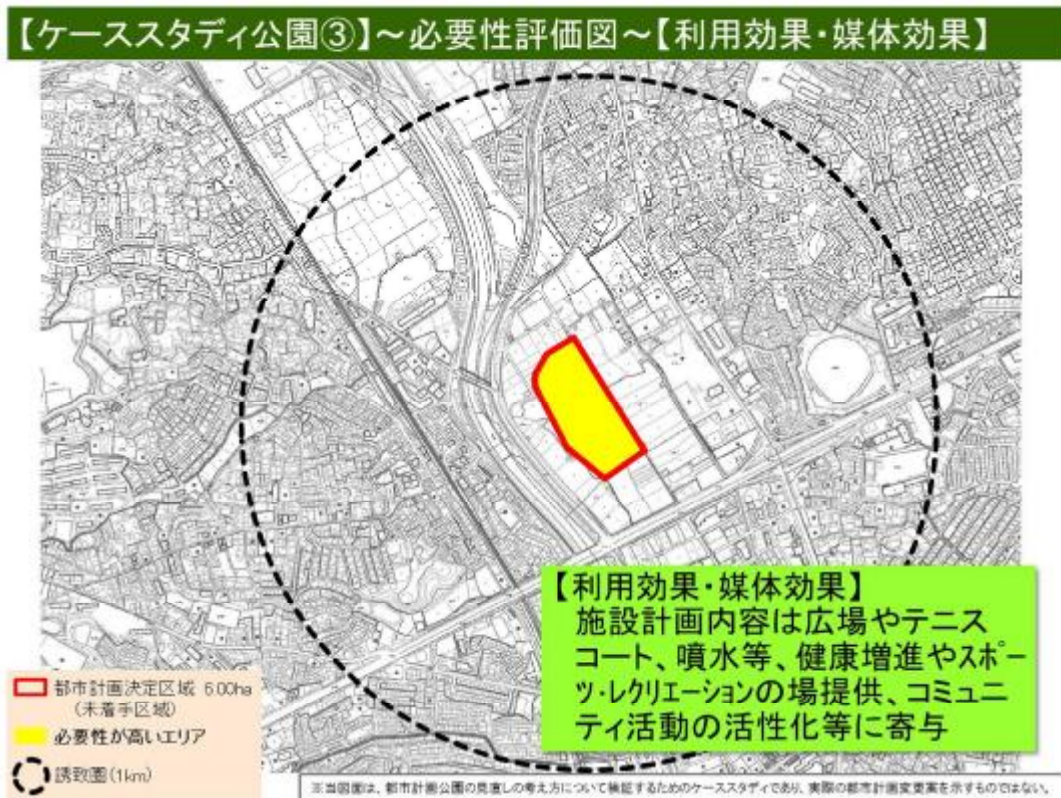 【ケーススタディ公園③】～必要性評価図～【利用効果・媒体効果】
【利用効果・媒体効果】
施設計画内容は広場やテニス
コート、噴水等、健康増進やスポー
ツ・レクリエーションの場提供、コミュニ
ティ活動の活性化等に寄与
都市計画決定区域 6.00ha
(未着手区域)
必要性が高いエリア
誘致圏(1km)
※当図面は、都市計画公園の見直しの考え方について検証するためのケーススタディであり、実際の都市計画変更案を示すものではない。